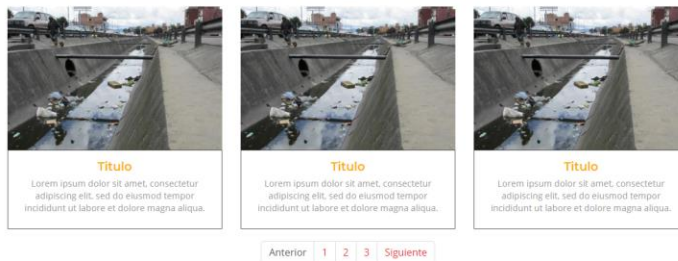 Titulo
Lorem ipsum dolor sit amet, consectetur
adipiscing elit, sed do eiusmod tempor
incididunt ut labore et dolore magna aliqua.
Titulo
Lorem ipsum dolor sit amet, consectetur
adipiscing elit, sed do eiusmod tempor
incididunt ut labore et dolore magna aliqua.
Titulo
Lorem ipsum dolor sit amet, consectetur
adipiscing elit, sed do eiusmod tempor
incididunt ut labore et dolore magna aliqua.
Anterior 1 2 3 Siguiente